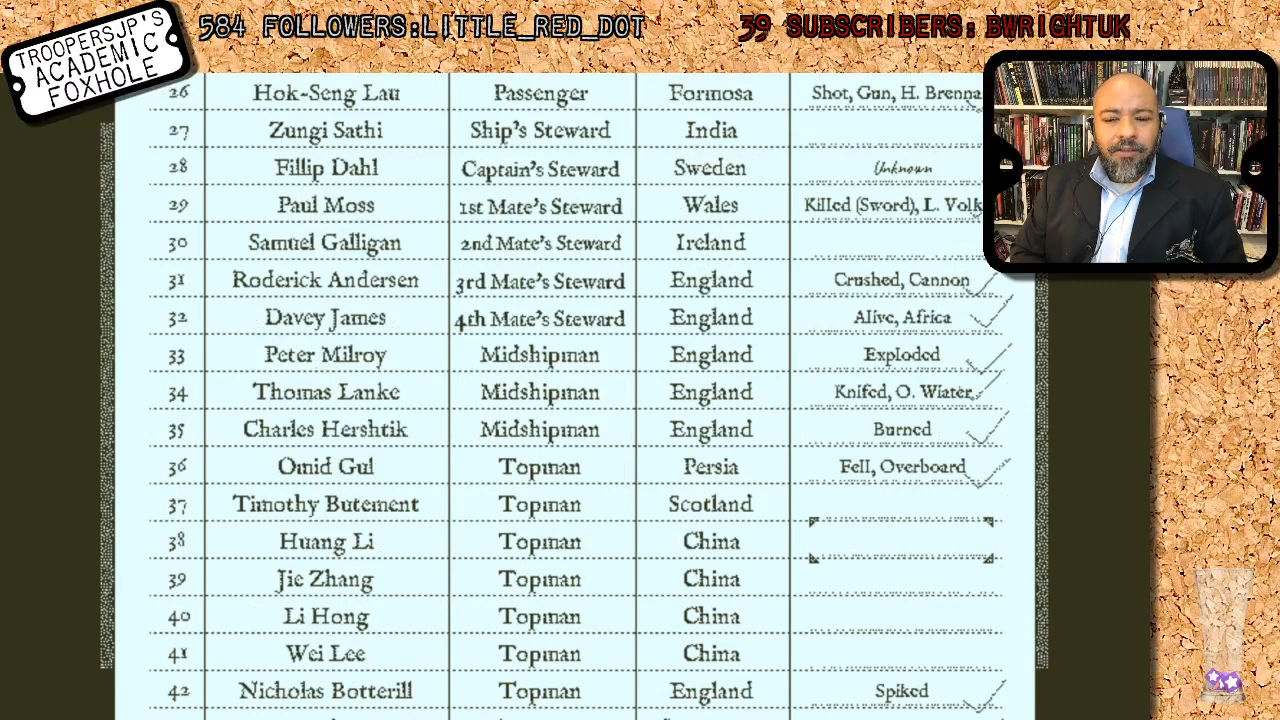 TROOPERSJP'S
ACADEMIC
FOXHOLE
584 FOLLOWERS:LITTLE_RED_DOT
39 SUBSCRIBERS: BWRIGHTUK
26 Hok-Seng Lau Passenger Formosa Shot, Gun, H. Brenna
27 Zungi Sathi Ship's Steward India
28 Fillip Dahl Captain's Steward Sweden Unknown
29 Paul Moss 1st Mate's Steward Wales Killed (Sword), L. Volk
30 Samuel Galligan 2nd Mate's Steward Ireland
31 Roderick Andersen 3rd Mate's Steward England Crushed, Cannon
32 Davey James 4th Mate's Steward England Alive, Africa
33 Peter Milroy Midshipman England Exploded
34 Thomas Lanke Midshipman England Knifed, O. Wiater
35 Charles Hershtik Midshipman England Burned
36 Omid Gul Topman Persia Fell, Overboard
37 Timothy Butement Topman Scotland
38 Huang Li Topman China
39 Jie Zhang Topman China
40 Li Hong Topman China
41 Wei Lee Topman China
42 Nicholas Botterill Topman England Spiked